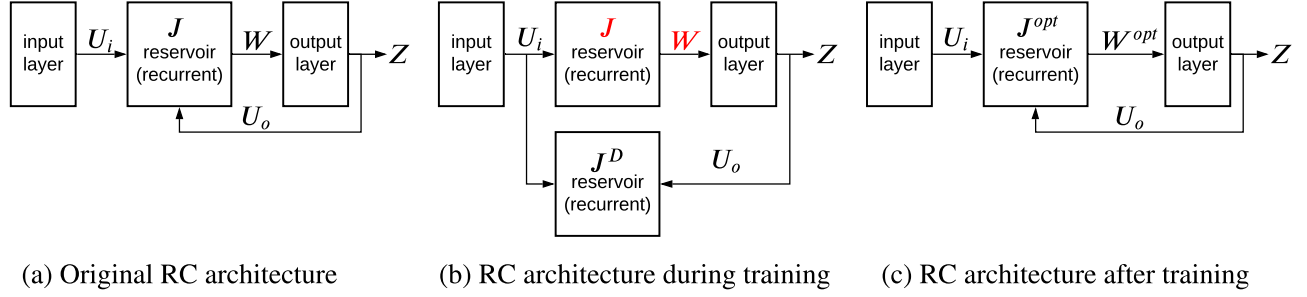 input
layer
U_i
J
reservoir
(recurrent)
W
output
layer
Z
U_o
(a) Original RC architecture
input
layer
U_i
J
reservoir
(recurrent)
W
output
layer
Z
J^D
reservoir
(recurrent)
U_o
(b) RC architecture during training
input
layer
U_i
J^opt
reservoir
(recurrent)
W^opt
output
layer
Z
U_o
(c) RC architecture after training